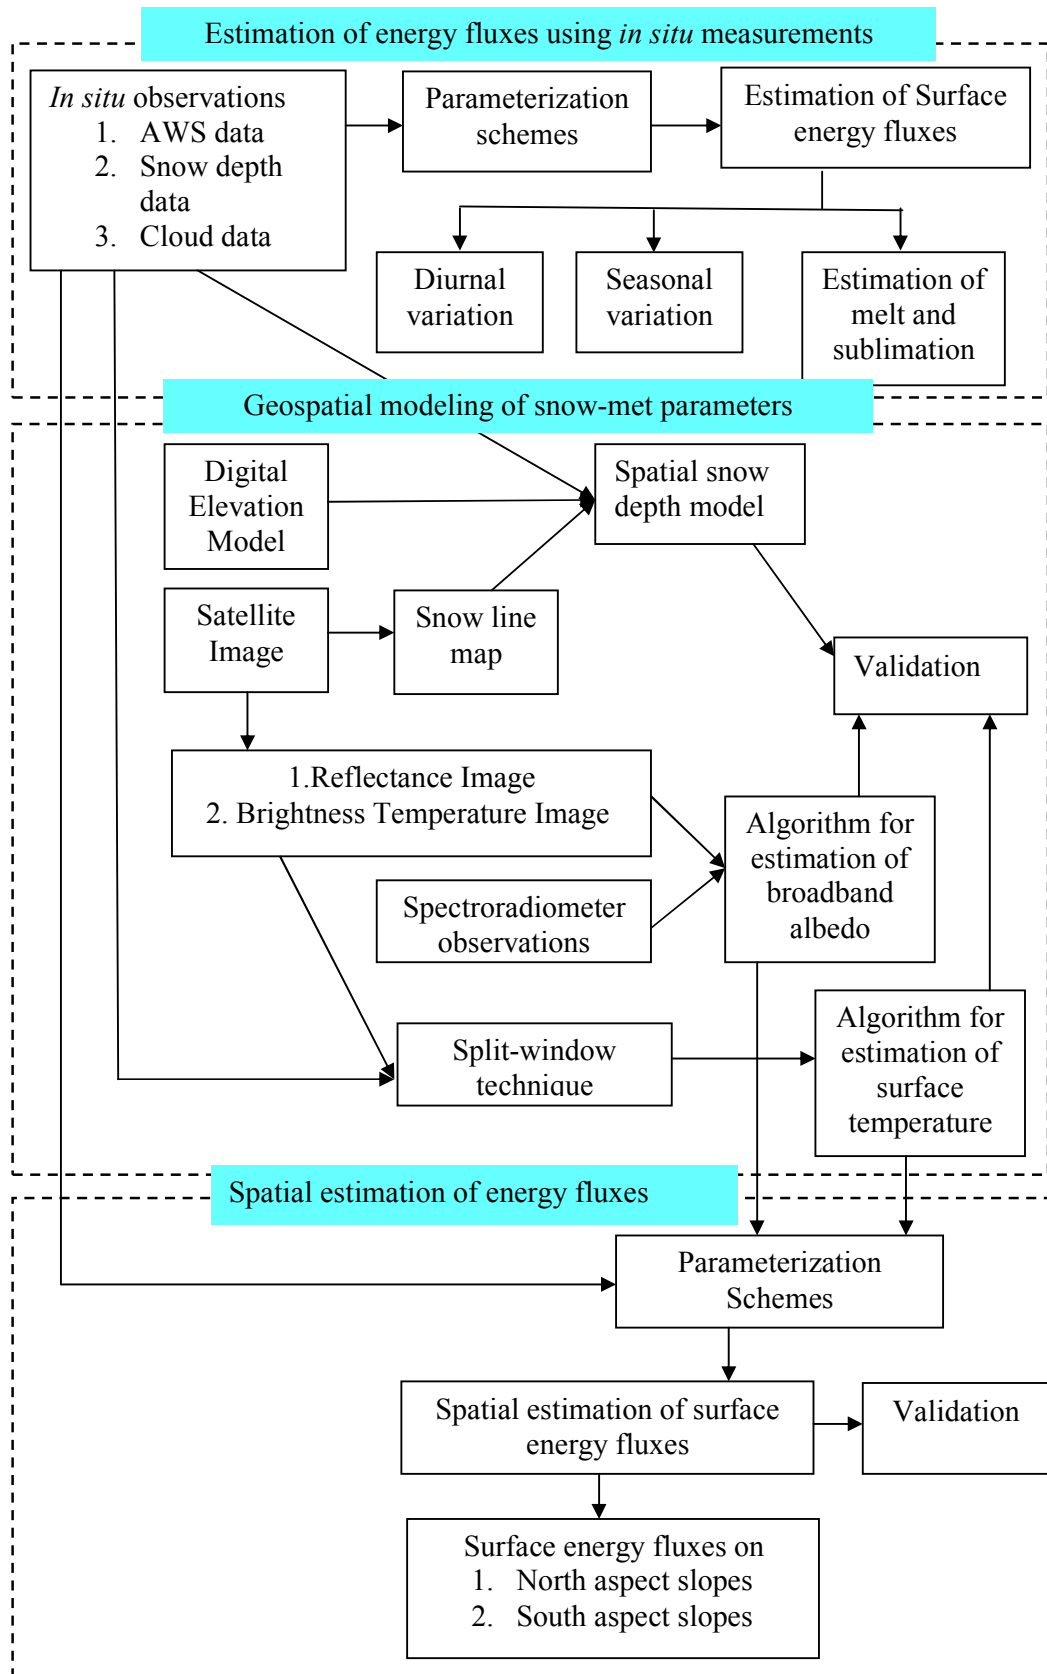 Estimation of energy fluxes using in situ measurements
In situ observations
1. AWS data
2. Snow depth
data
3. Cloud data
Parameterization
schemes
Estimation of Surface
energy fluxes
Diurnal
variation
Seasonal
variation
Estimation of
melt and
sublimation
Geospatial modeling of snow-met parameters
Digital
Elevation
Model
Spatial snow
depth model
Satellite
Image
Snow line
map
Validation
1.Reflectance Image
2. Brightness Temperature Image
Algorithm for
estimation of
broadband
albedo
Spectroradiometer
observations
Split-window
technique
Algorithm for
estimation of
surface
temperature
Spatial estimation of energy fluxes
Parameterization
Schemes
Spatial estimation of surface
energy fluxes
Validation
Surface energy fluxes on
1. North aspect slopes
2. South aspect slopes